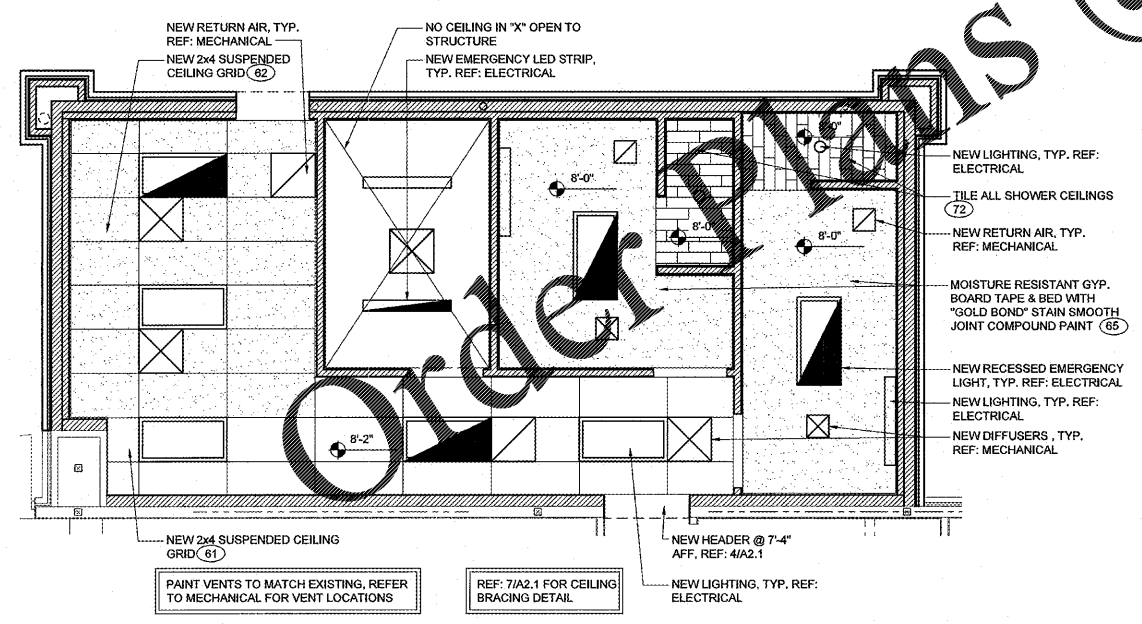 NEW RETURN AIR, TYP.
REF: MECHANICAL
NEW 2x4 SUSPENDED
CEILING GRID 62
NO CEILING IN "X" OPEN TO
STRUCTURE
NEW EMERGENCY LED STRIP,
TYP. REF: ELECTRICAL
8'-0"
8'-0"
8'-0"
8'-2"
NEW LIGHTING, TYP. REF:
ELECTRICAL
TILE ALL SHOWER CEILINGS
72
NEW RETURN AIR, TYP.
REF: MECHANICAL
MOISTURE RESISTANT GYP.
BOARD TAPE & BED WITH
"GOLD BOND" STAIN SMOOTH
JOINT COMPOUND PAINT 65
NEW RECESSED EMERGENCY
LIGHT, TYP. REF: ELECTRICAL
NEW LIGHTING, TYP. REF:
ELECTRICAL
NEW DIFFUSERS , TYP.
REF: MECHANICAL
NEW 2x4 SUSPENDED CEILING
GRID 61
NEW HEADER @ 7'-4"
AFF, REF: 4/A2.1
PAINT VENTS TO MATCH EXISTING, REFER
TO MECHANICAL FOR VENT LOCATIONS
REF: 7/A2.1 FOR CEILING
BRACING DETAIL
NEW LIGHTING, TYP. REF:
ELECTRICAL
Order Plans